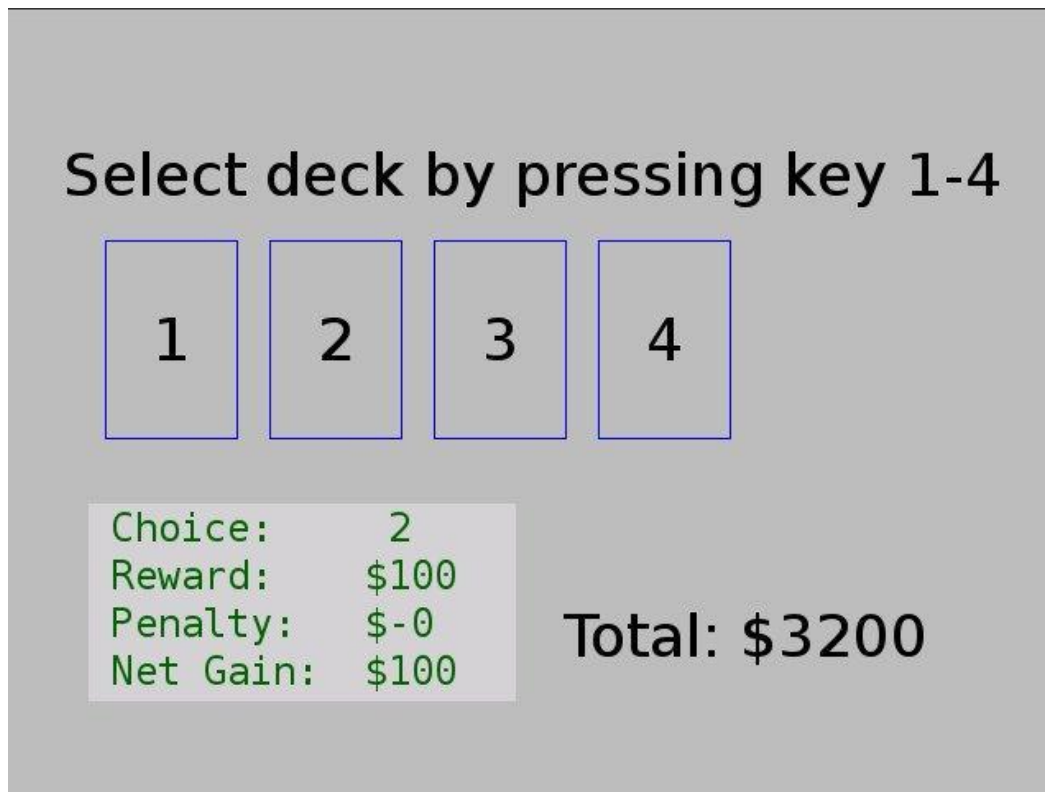 Select deck by pressing key 1-4
1 2 3 4
Choice: 2
Reward: $100
Penalty: $-0
Net Gain: $100
Total: $3200